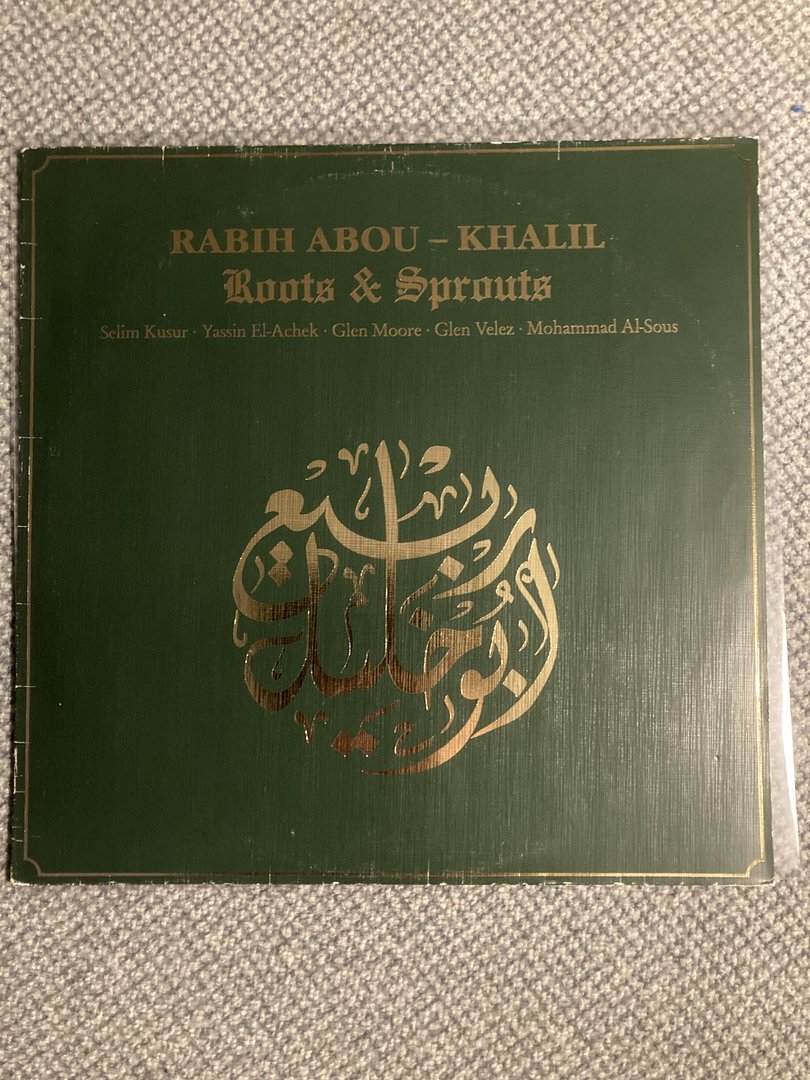 RABIH ABOU – KHALIL
Roots & Sprouts
Selim Kusur · Yassin El-Achek · Glen Moore · Glen Velez · Mohammad Al-Sous
ربيع
ابو خليل